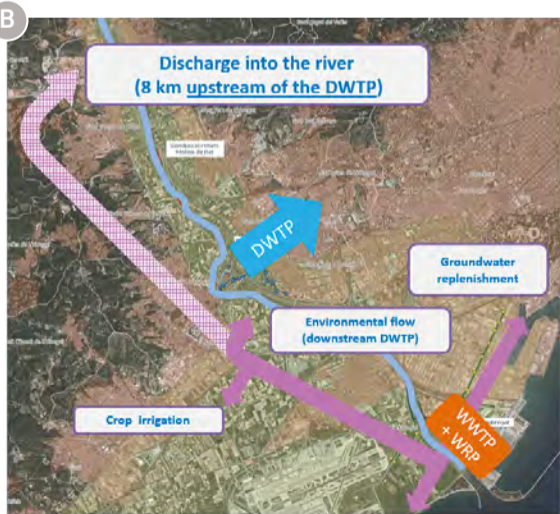 B
Discharge into the river
(8 km upstream of the DWTP)
DWTP
Groundwater
replenishment
Environmental flow
(downstream DWTP)
Crop irrigation
WWTP
+ WRP